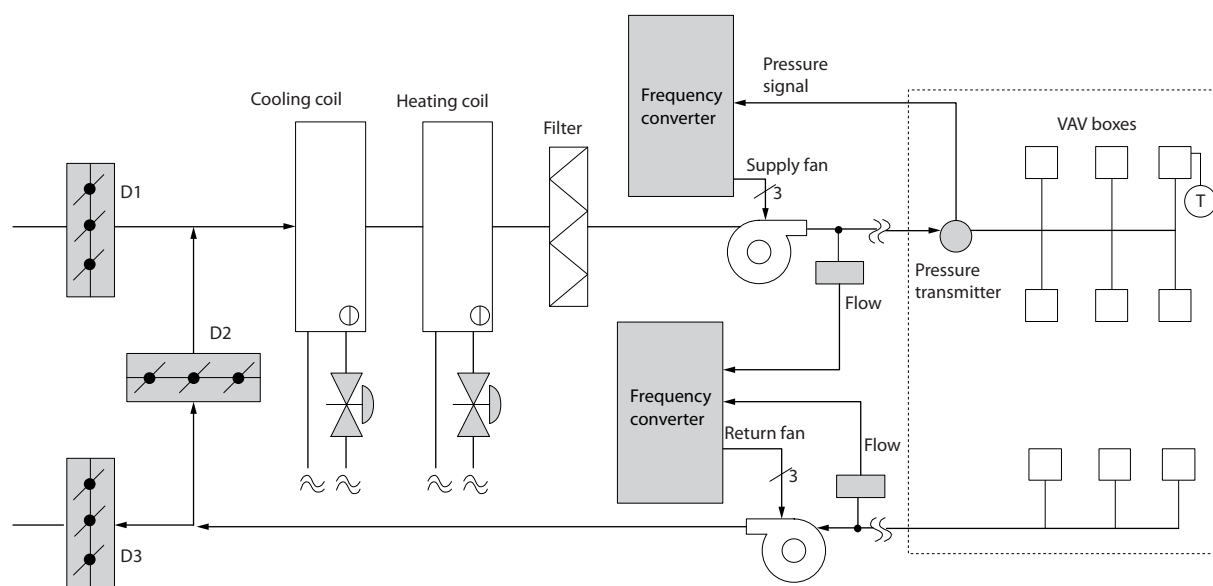 Pressure
signal
Cooling coil
Heating coil
Frequency
converter
VAV boxes
Filter
Supply fan
D1
3
T
Pressure
transmitter
Flow
D2
Frequency
converter
Return fan
Flow
3
D3